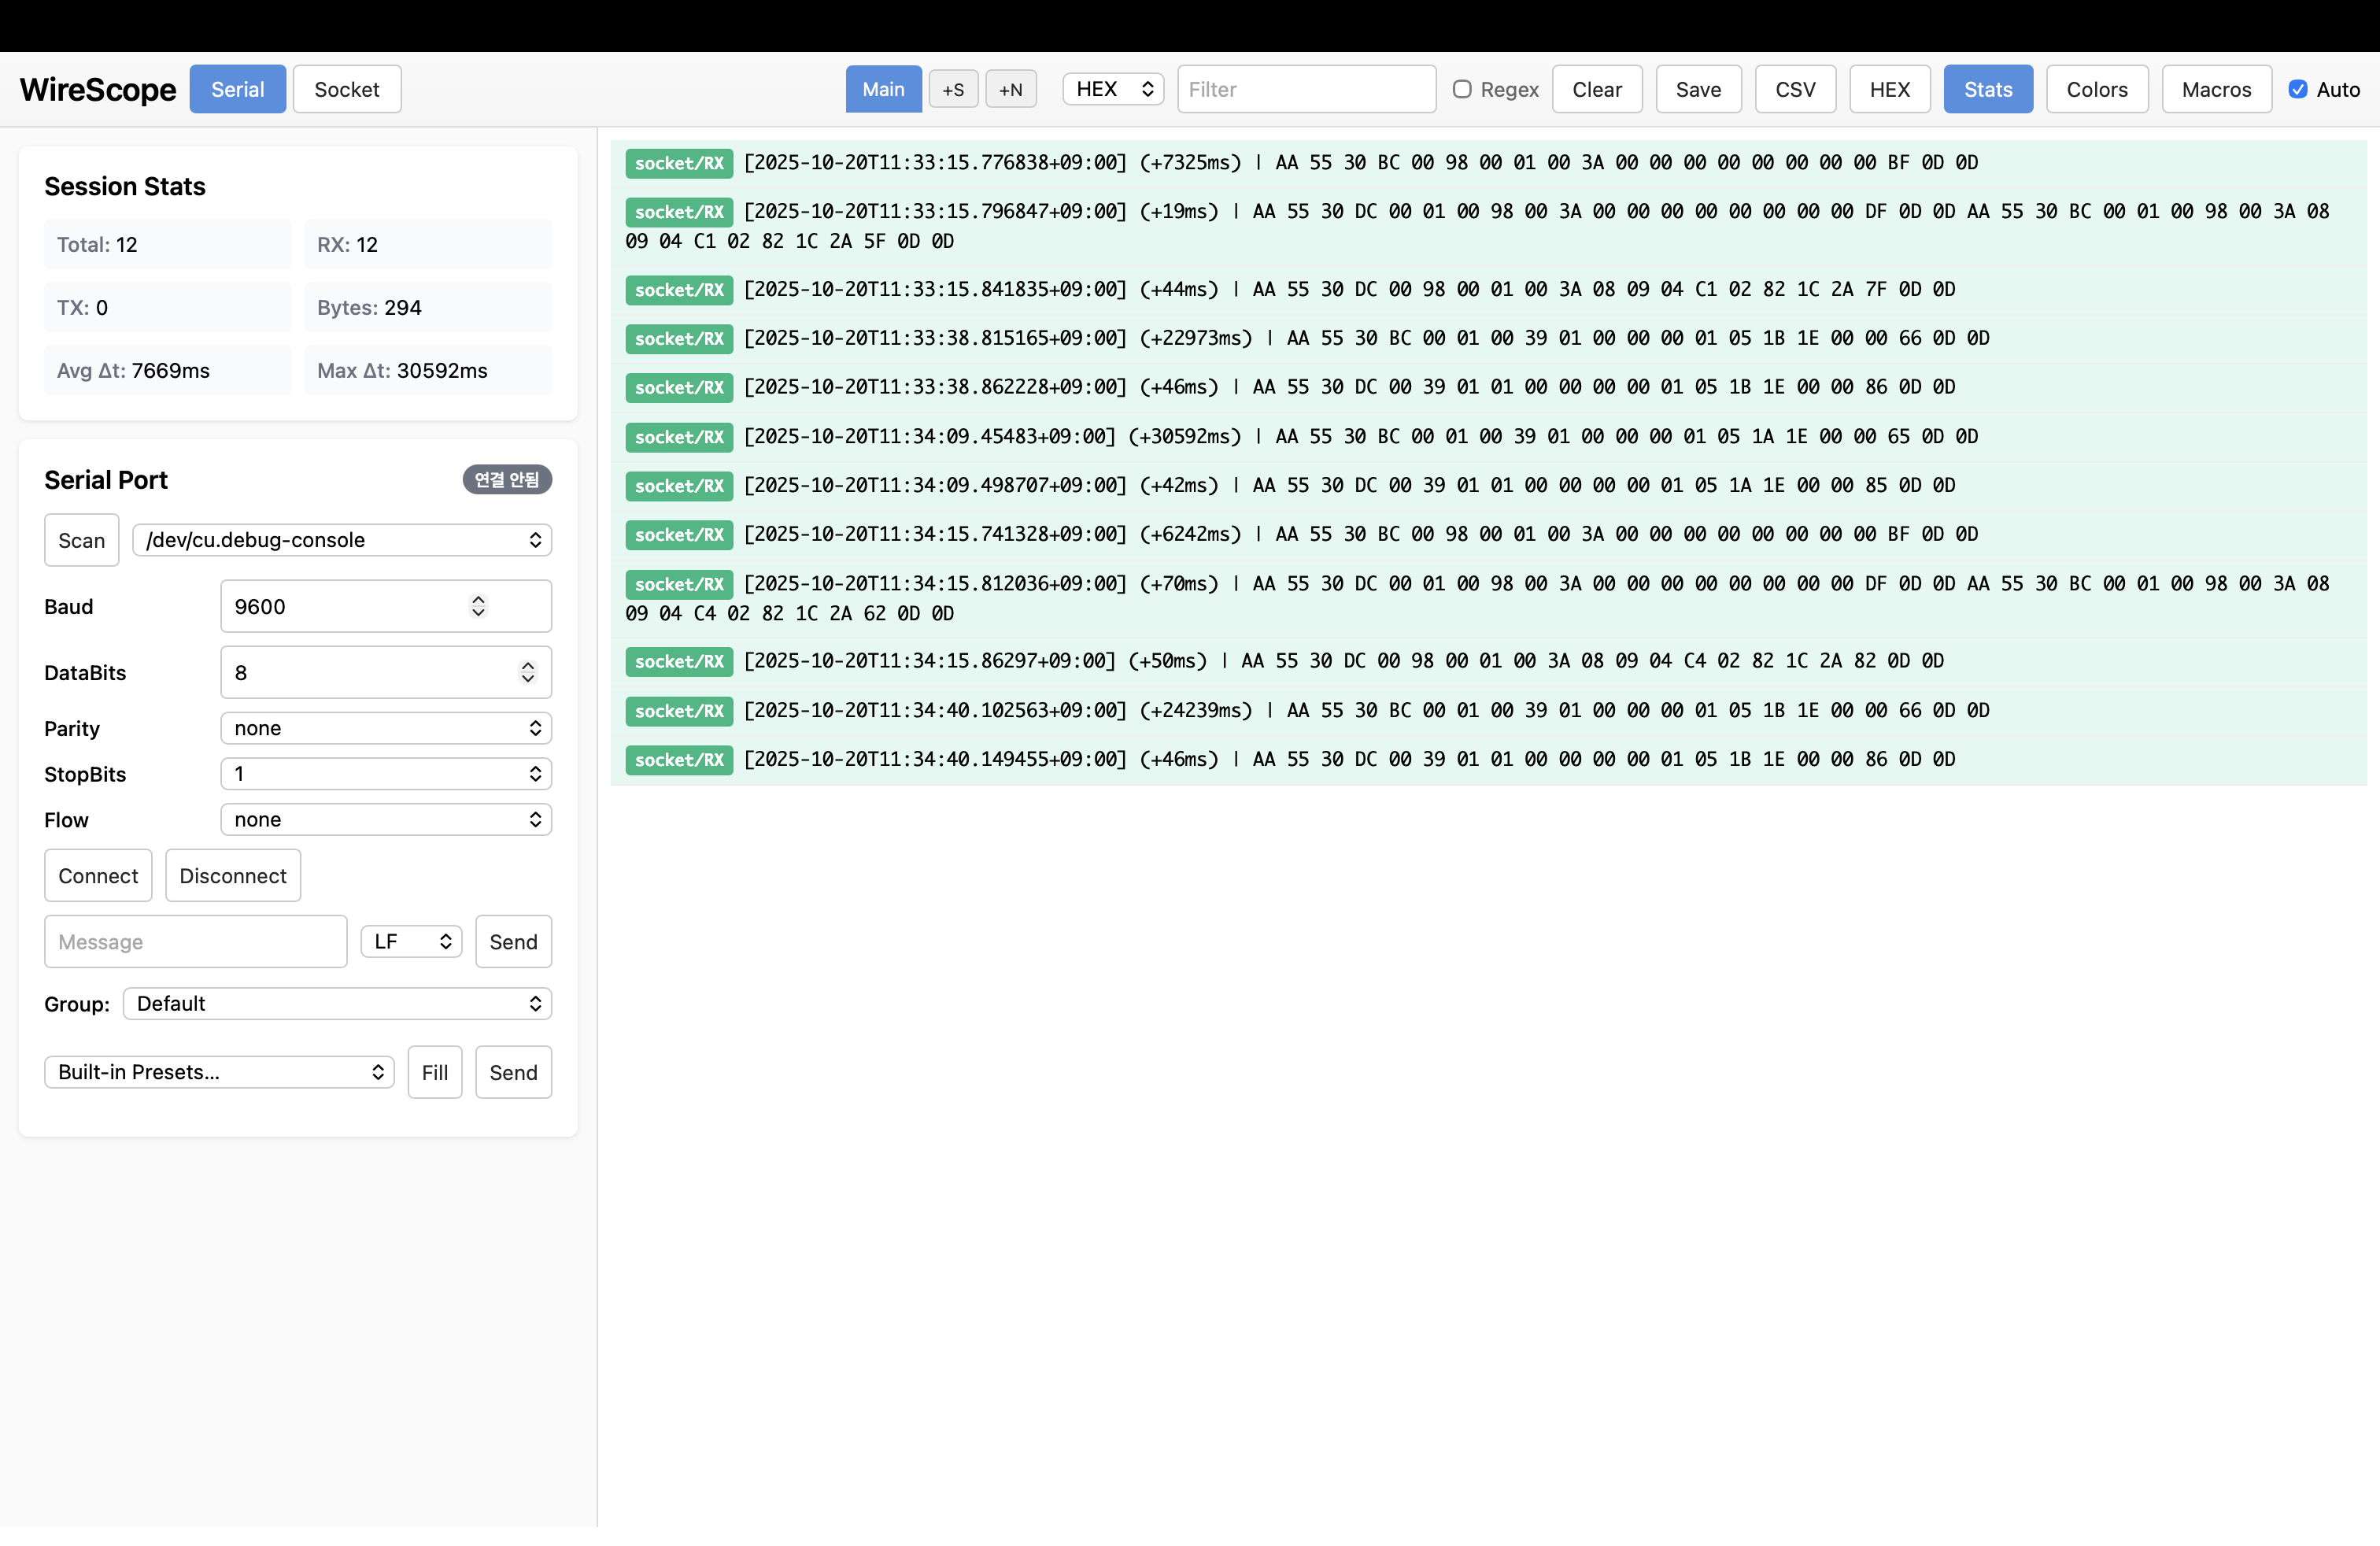 WireScope Serial Socket Main +S +N HEX Filter Regex Clear Save CSV HEX Stats Colors Macros Auto
Session Stats
Total: 12 RX: 12
TX: 0 Bytes: 294
Avg Δt: 7669ms Max Δt: 30592ms
Serial Port 연결 안됨
Scan /dev/cu.debug-console
Baud 9600
DataBits 8
Parity none
StopBits 1
Flow none
Connect Disconnect
Message LF Send
Group: Default
Built-in Presets... Fill Send
socket/RX [2025-10-20T11:33:15.776838+09:00] (+7325ms) | AA 55 30 BC 00 98 00 01 00 3A 00 00 00 00 00 00 00 00 BF 0D 0D
socket/RX [2025-10-20T11:33:15.796847+09:00] (+19ms) | AA 55 30 DC 00 01 00 98 00 3A 00 00 00 00 00 00 00 00 DF 0D 0D AA 55 30 BC 00 01 00 98 00 3A 08
09 04 C1 02 82 1C 2A 5F 0D 0D
socket/RX [2025-10-20T11:33:15.841835+09:00] (+44ms) | AA 55 30 DC 00 98 00 01 00 3A 08 09 04 C1 02 82 1C 2A 7F 0D 0D
socket/RX [2025-10-20T11:33:38.815165+09:00] (+22973ms) | AA 55 30 BC 00 01 00 39 01 00 00 00 01 05 1B 1E 00 00 66 0D 0D
socket/RX [2025-10-20T11:33:38.862228+09:00] (+46ms) | AA 55 30 DC 00 39 01 01 00 00 00 00 01 05 1B 1E 00 00 86 0D 0D
socket/RX [2025-10-20T11:34:09.45483+09:00] (+30592ms) | AA 55 30 BC 00 01 00 39 01 00 00 00 01 05 1A 1E 00 00 65 0D 0D
socket/RX [2025-10-20T11:34:09.498707+09:00] (+42ms) | AA 55 30 DC 00 39 01 01 00 00 00 00 01 05 1A 1E 00 00 85 0D 0D
socket/RX [2025-10-20T11:34:15.741328+09:00] (+6242ms) | AA 55 30 BC 00 98 00 01 00 3A 00 00 00 00 00 00 00 00 BF 0D 0D
socket/RX [2025-10-20T11:34:15.812036+09:00] (+70ms) | AA 55 30 DC 00 01 00 98 00 3A 00 00 00 00 00 00 00 00 DF 0D 0D AA 55 30 BC 00 01 00 98 00 3A 08
09 04 C4 02 82 1C 2A 62 0D 0D
socket/RX [2025-10-20T11:34:15.86297+09:00] (+50ms) | AA 55 30 DC 00 98 00 01 00 3A 08 09 04 C4 02 82 1C 2A 82 0D 0D
socket/RX [2025-10-20T11:34:40.102563+09:00] (+24239ms) | AA 55 30 BC 00 01 00 39 01 00 00 00 01 05 1B 1E 00 00 66 0D 0D
socket/RX [2025-10-20T11:34:40.149455+09:00] (+46ms) | AA 55 30 DC 00 39 01 01 00 00 00 00 01 05 1B 1E 00 00 86 0D 0D